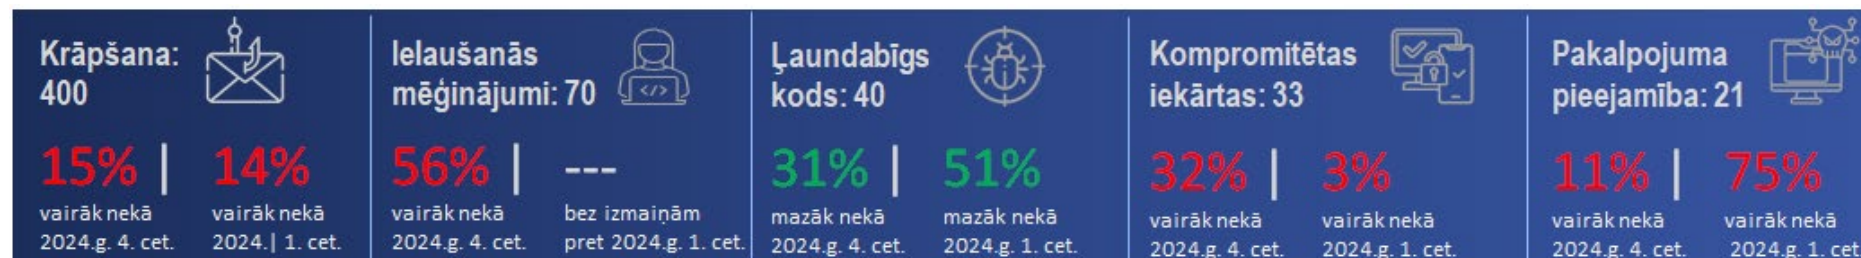 Krāpšana:
400
15% | 14%
vairāk nekā
2024.g. 4. cet.
vairāk nekā
2024.| 1. cet.
Ielaušanās
mēģinājumi: 70
</>
56% | ---
vairāk nekā
2024.g. 4. cet.
bez izmaiņām
pret 2024.g. 1. cet.
Ļaundabīgs
kods: 40
31% | 51%
mazāk nekā
2024.g. 4. cet.
mazāk nekā
2024.g. 1. cet.
Kompromitētas
iekārtas: 33
32% | 3%
vairāk nekā
2024.g. 4. cet.
vairāk nekā
2024.g. 1. cet.
Pakalpojuma
pieejamība: 21
11% | 75%
vairāk nekā
2024.g. 4. cet.
vairāk nekā
2024.g. 1. cet